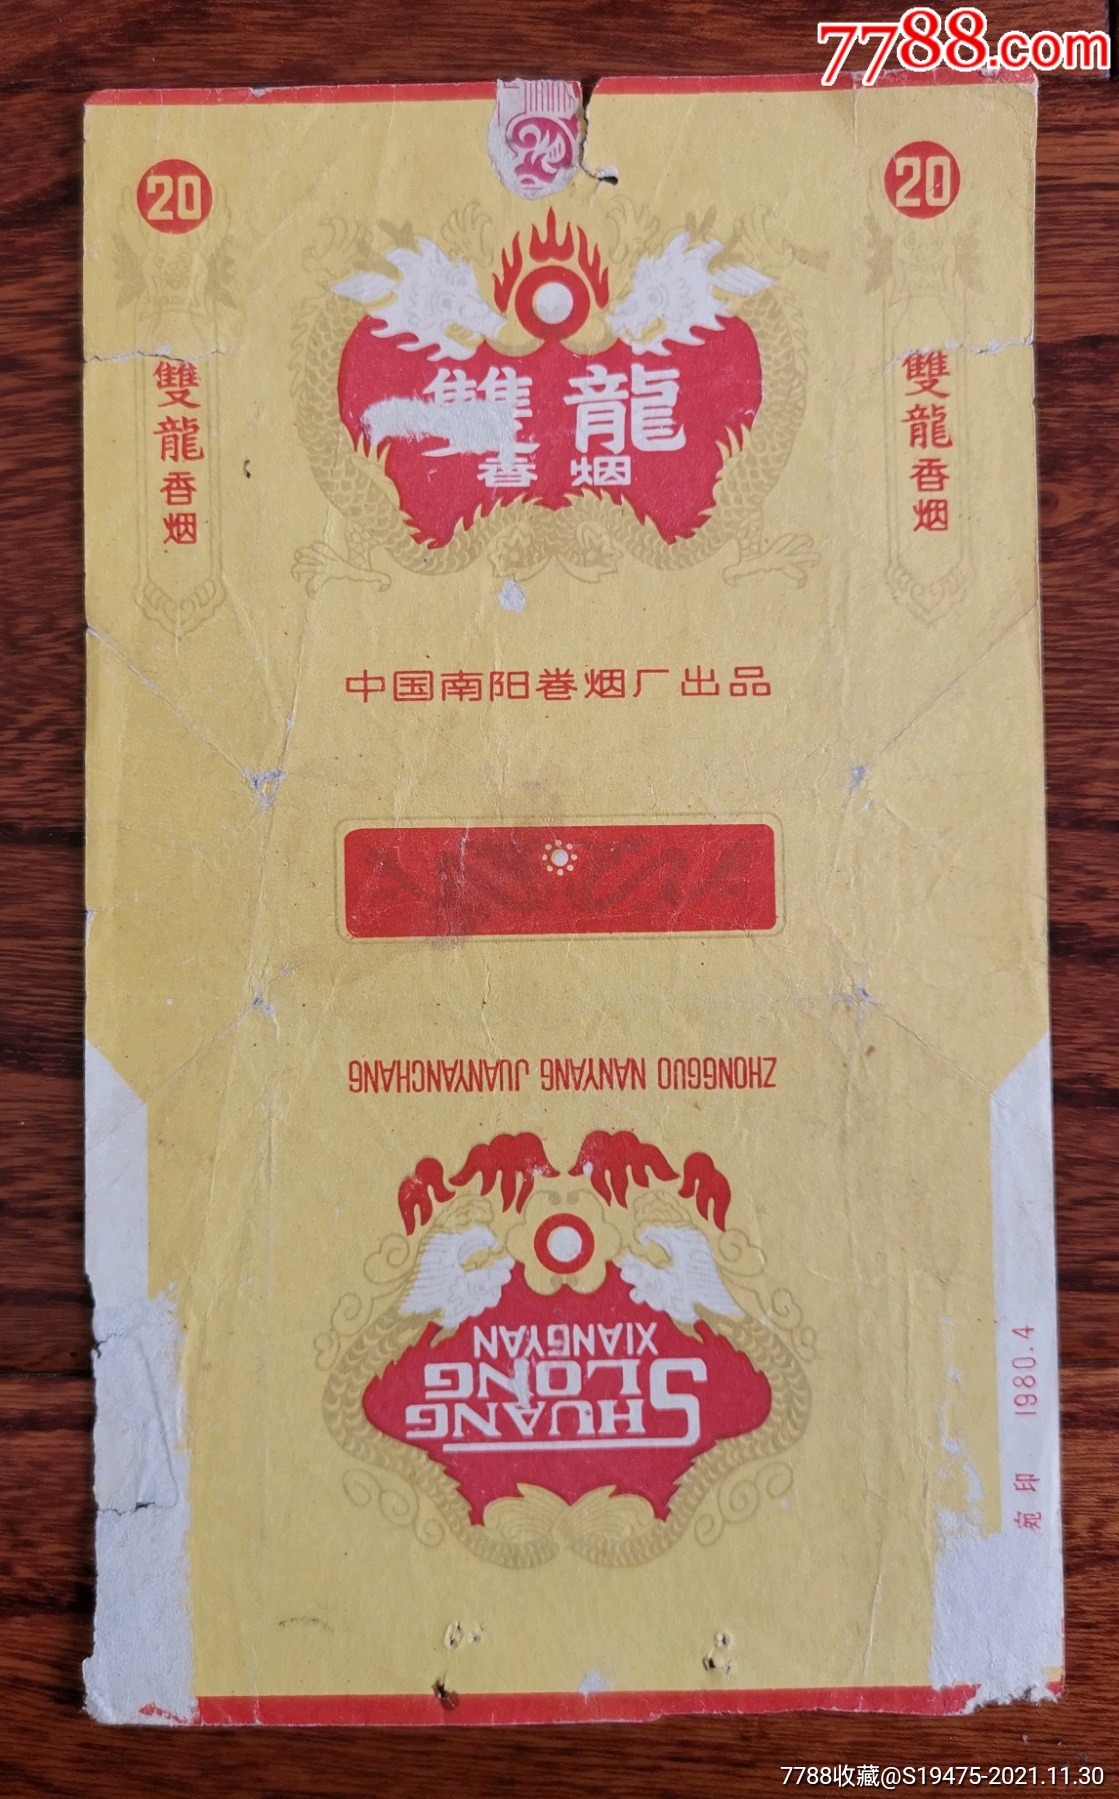 7788.com
20
20
雙龍
香烟
雙龍香烟
雙龍香烟
中国南阳卷烟厂出品
ZHONGGUO NANYANG JUANYANCHANG
SHUANG
LONG
XIANGYAN
宛印 1980.4
7788收藏@S19475-2021.11.30